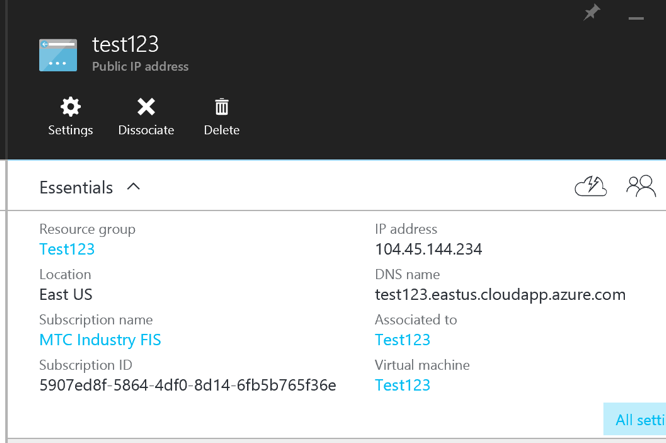 test123
Public IP address
Settings
Dissociate
Delete
Essentials
Resource group
Test123
Location
East US
Subscription name
MTC Industry FIS
Subscription ID
5907ed8f-5864-4df0-8d14-6fb5b765f36e
IP address
104.45.144.234
DNS name
test123.eastus.cloudapp.azure.com
Associated to
Test123
Virtual machine
Test123
All setti